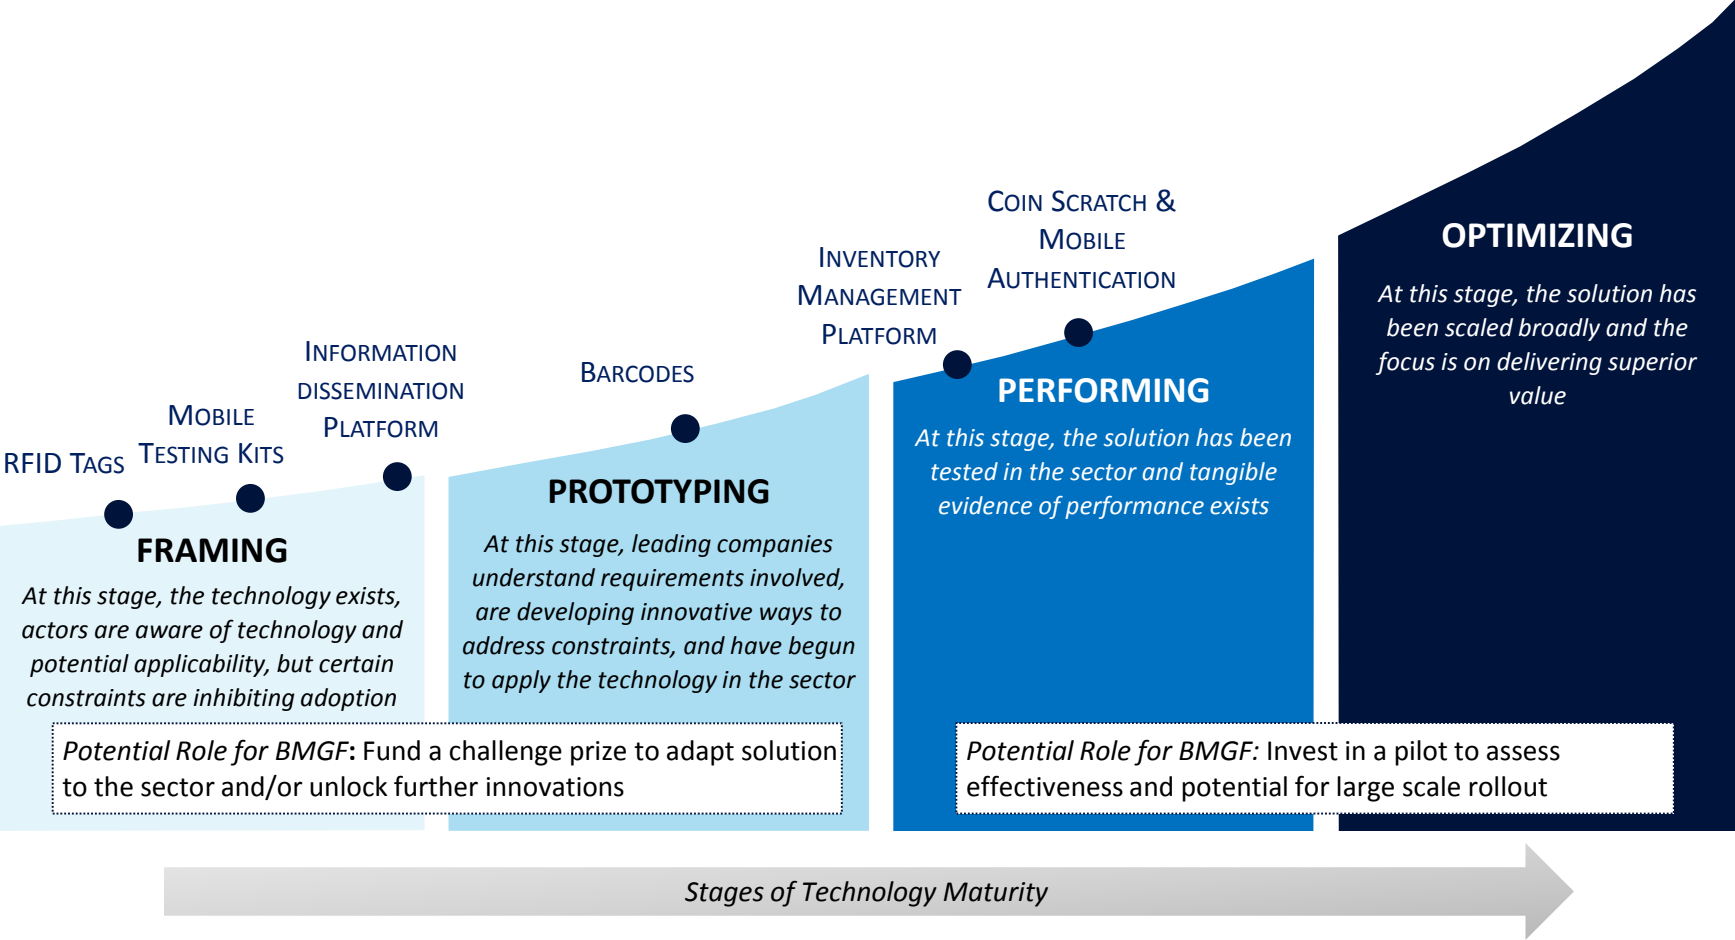 RFID TAGS
MOBILE
TESTING KITS
INFORMATION
DISSEMINATION
PLATFORM
FRAMING
At this stage, the technology exists,
actors are aware of technology and
potential applicability, but certain
constraints are inhibiting adoption
BARCODES
PROTOTYPING
At this stage, leading companies
understand requirements involved,
are developing innovative ways to
address constraints, and have begun
to apply the technology in the sector
Potential Role for BMGF: Fund a challenge prize to adapt solution
to the sector and/or unlock further innovations
INVENTORY
MANAGEMENT
PLATFORM
COIN SCRATCH &
MOBILE
AUTHENTICATION
PERFORMING
At this stage, the solution has been
tested in the sector and tangible
evidence of performance exists
OPTIMIZING
At this stage, the solution has
been scaled broadly and the
focus is on delivering superior
value
Potential Role for BMGF: Invest in a pilot to assess
effectiveness and potential for large scale rollout
Stages of Technology Maturity